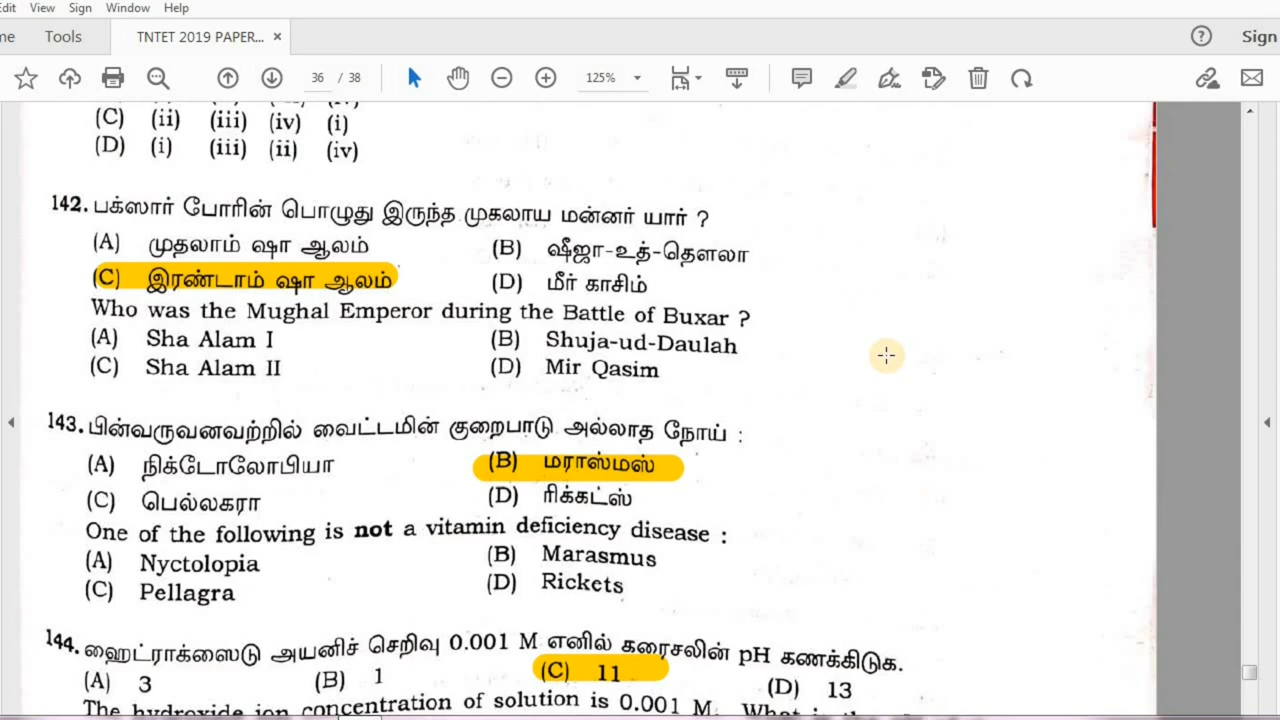 Edit View Sign Window Help
me Tools TNTET 2019 PAPER... × ? Sign
36 / 38 125%
(C) (ii) (iii) (iv) (i)
(D) (i) (iii) (ii) (iv)
142. பக்ஸார் போரின் பொழுது இருந்த முகலாய மன்னர் யார் ?
(A) முதலாம் ஷா ஆலம் (B) ஷீஜா-உத்-தௌலா
(C) இரண்டாம் ஷா ஆலம் (D) மீர் காசிம்
Who was the Mughal Emperor during the Battle of Buxar ?
(A) Sha Alam I (B) Shuja-ud-Daulah
(C) Sha Alam II (D) Mir Qasim
143. பின்வருவனவற்றில் வைட்டமின் குறைபாடு அல்லாத நோய் :
(A) நிக்டோலோபியா (B) மராஸ்மஸ்
(C) பெல்லகரா (D) ரிக்கட்ஸ்
One of the following is not a vitamin deficiency disease :
(A) Nyctolopia (B) Marasmus
(C) Pellagra (D) Rickets
144. ஹைட்ராக்ஸைடு அயனிச் செறிவு 0.001 M எனில் கரைசலின் pH கணக்கிடுக.
(A) 3 (B) 1 (C) 11 (D) 13
The hydroxide ion concentration of solution is 0.001 M. What is the